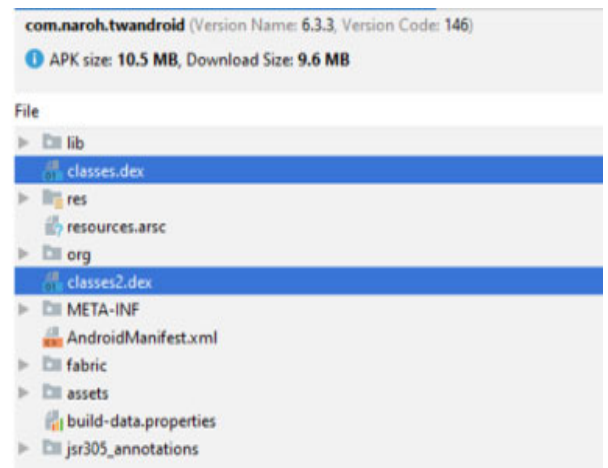 com.naroh.twandroid (Version Name: 6.3.3, Version Code: 146)
APK size: 10.5 MB, Download Size: 9.6 MB
File
lib
classes.dex
res
resources.arsc
org
classes2.dex
META-INF
AndroidManifest.xml
fabric
assets
build-data.properties
jsr305_annotations